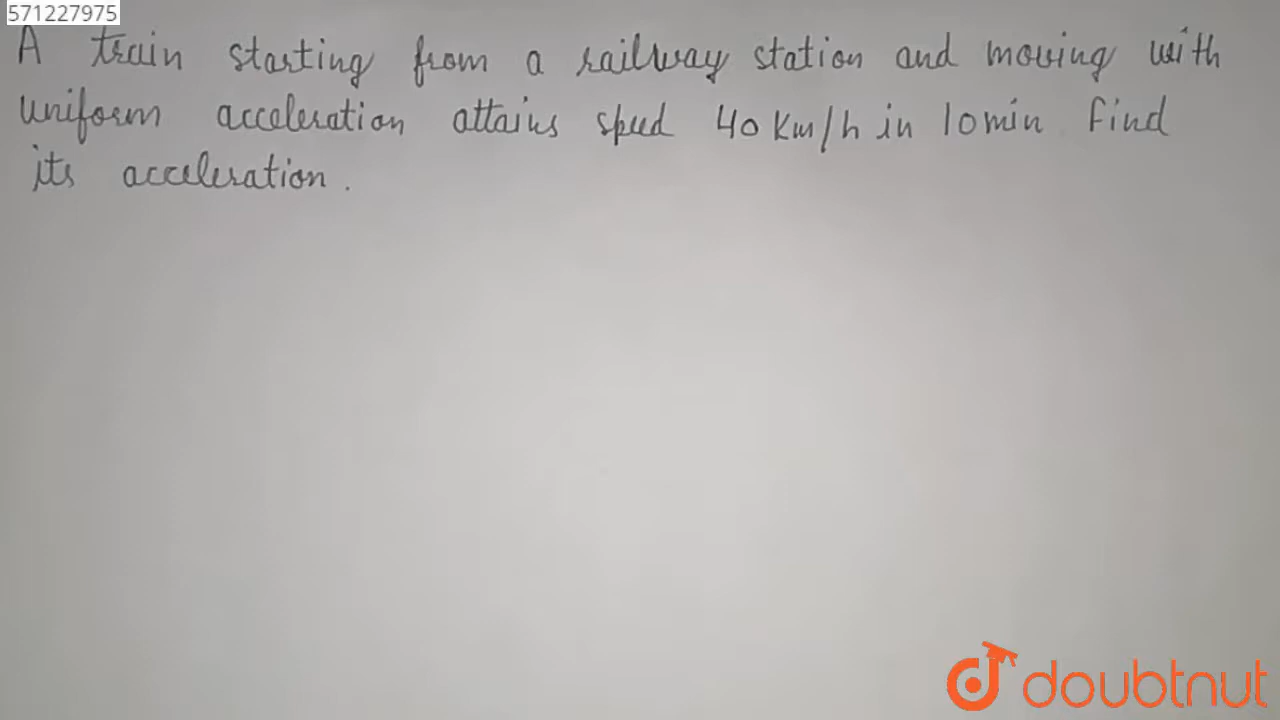 571227975
A train starting from a railway station and moving with
uniform acceleration attains speed 40 Km/h in 10 min Find
its acceleration.
doubtnut